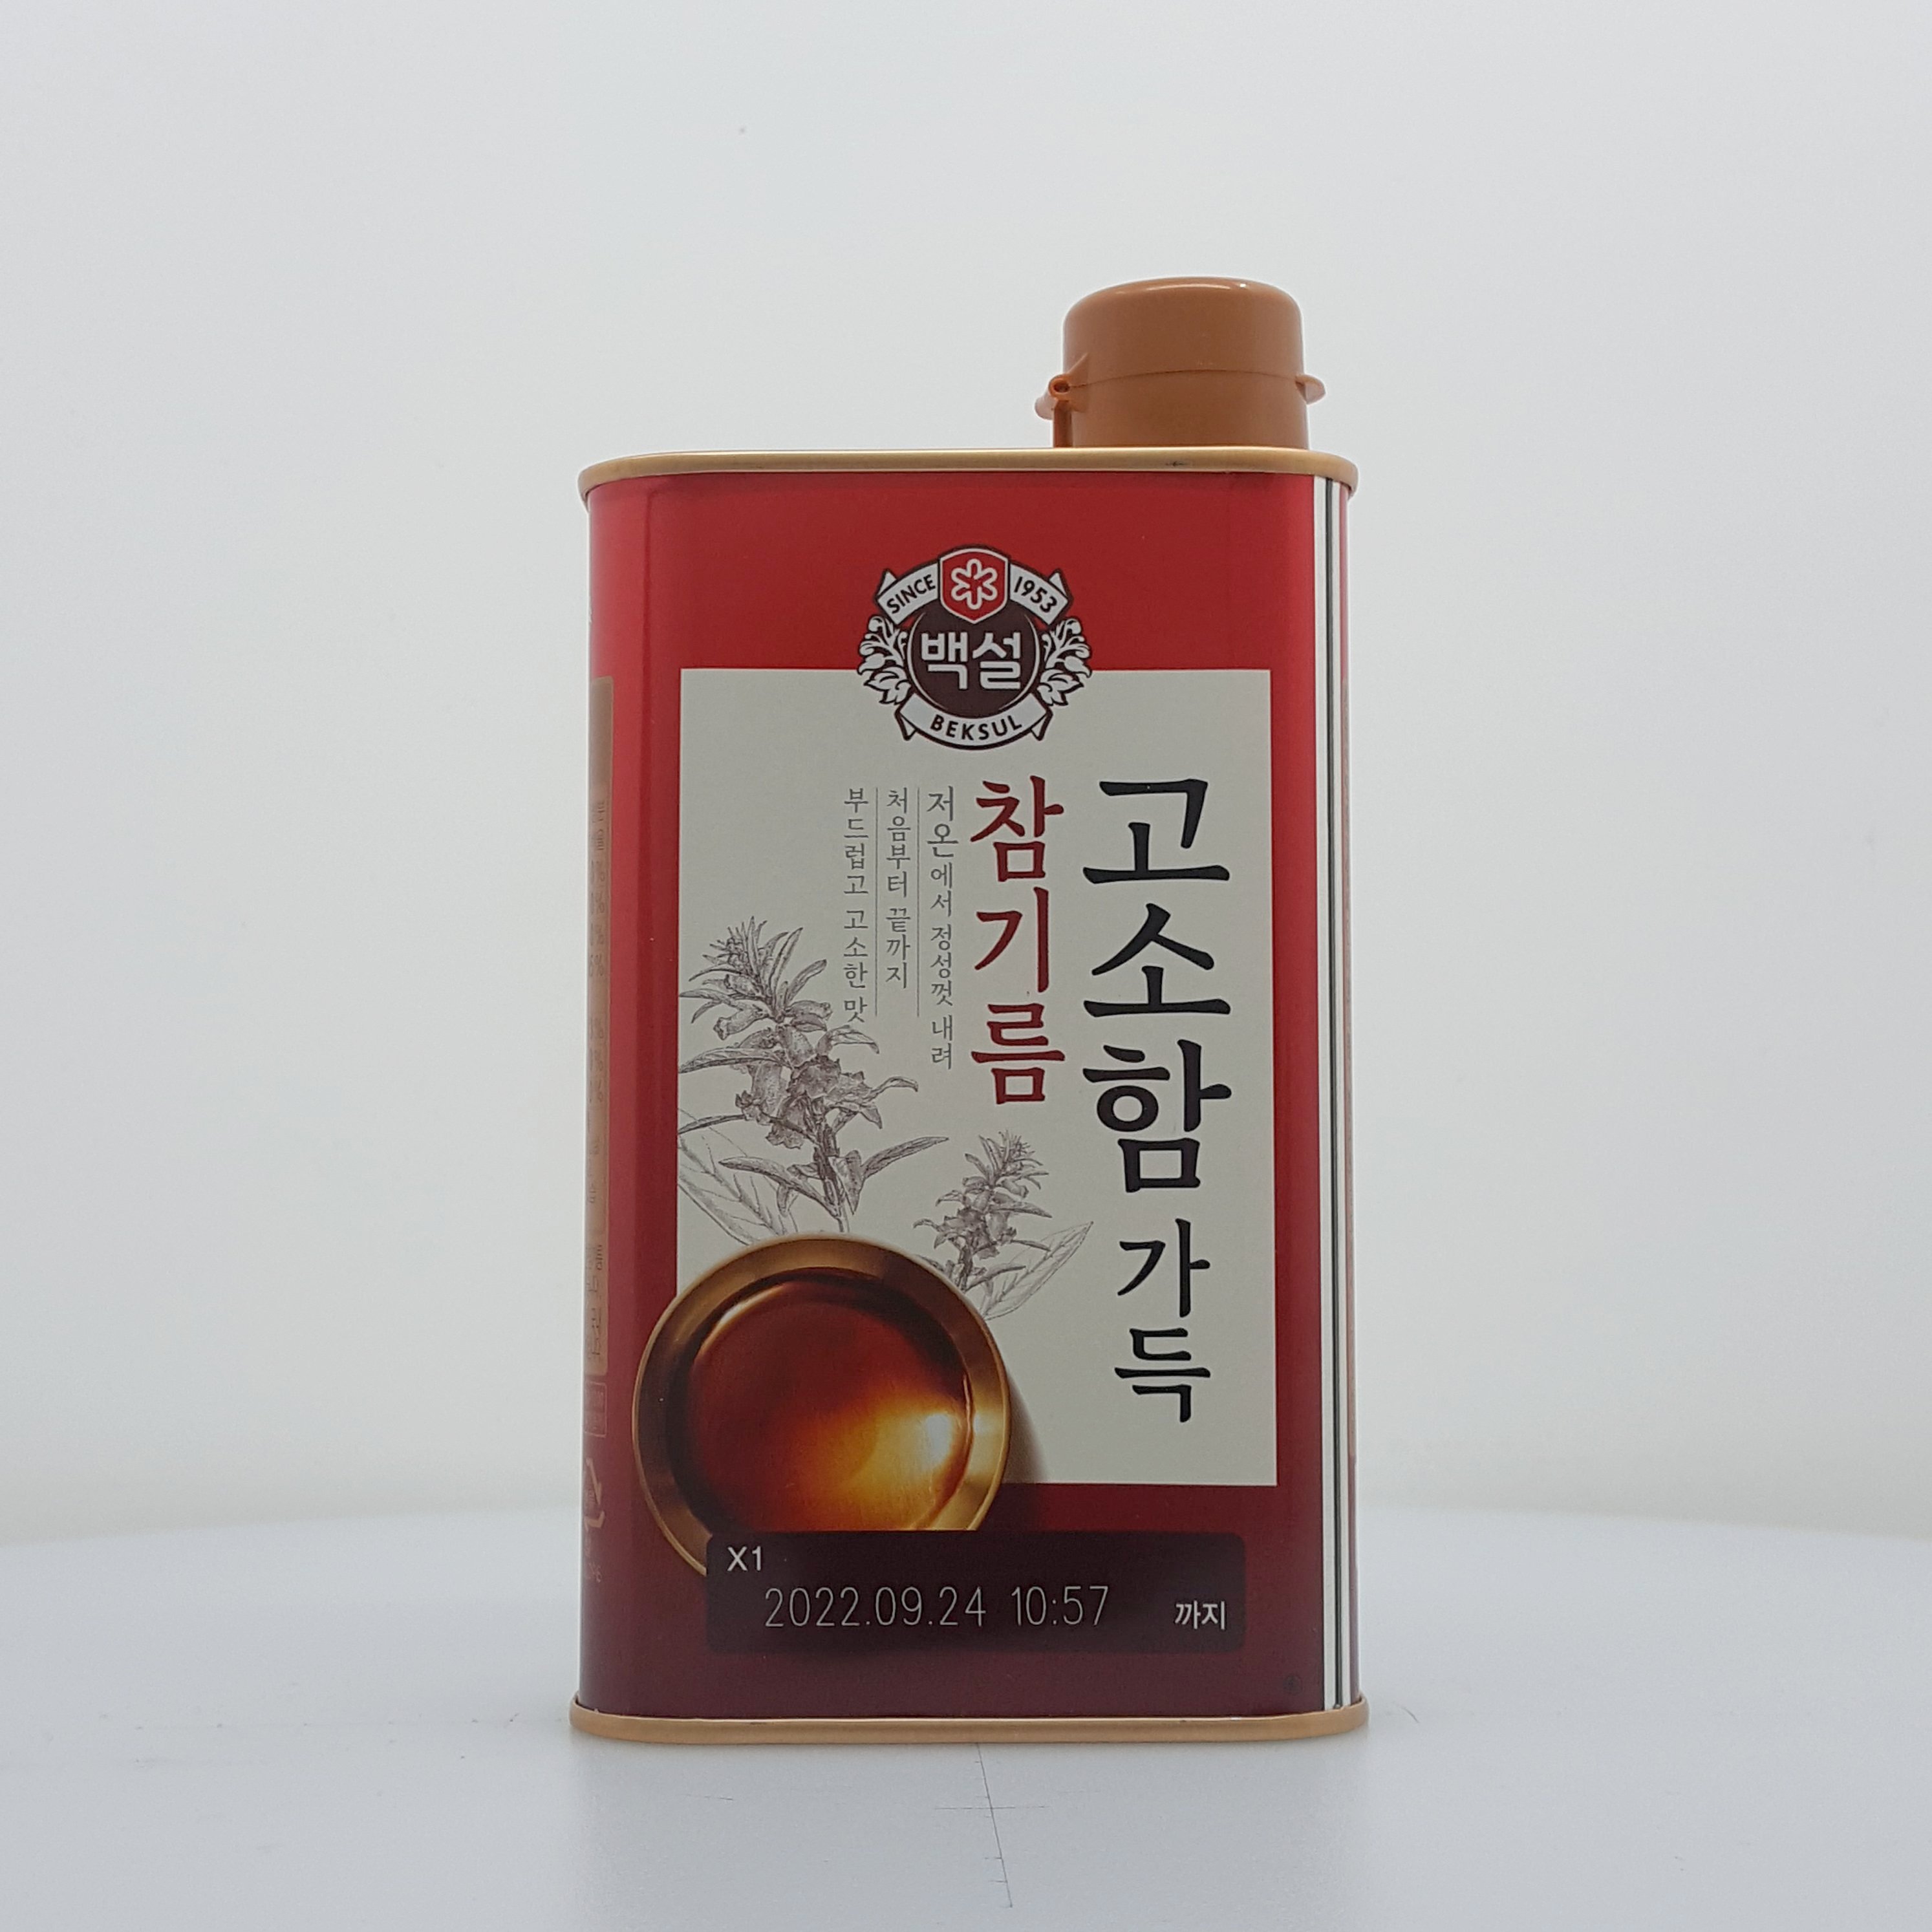 SINCE 1953
백설
BEKSUL
고소함 가득
참기름
저온에서 정성껏 내려
처음부터 끝까지
부드럽고 고소한 맛
X1
2022.09.24 10:57 까지